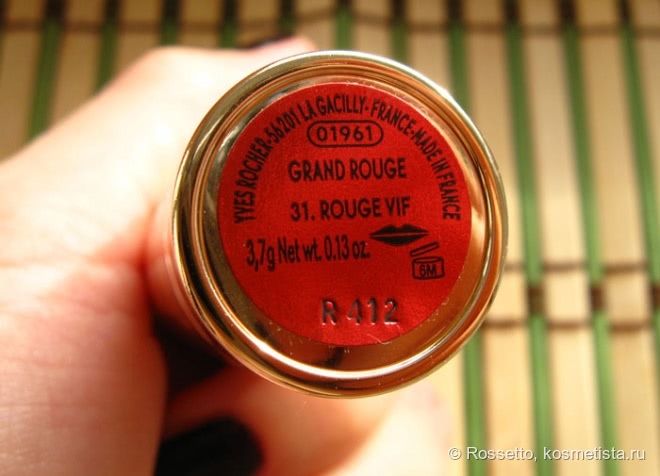 YVES ROCHER-56201 LA GACILLY-FRANCE-MADE IN FRANCE
01961
GRAND ROUGE
31. ROUGE VIF
3,7g Net wt. 0.13 oz.
6M
R 412
© Rossetto, kosmetista.ru